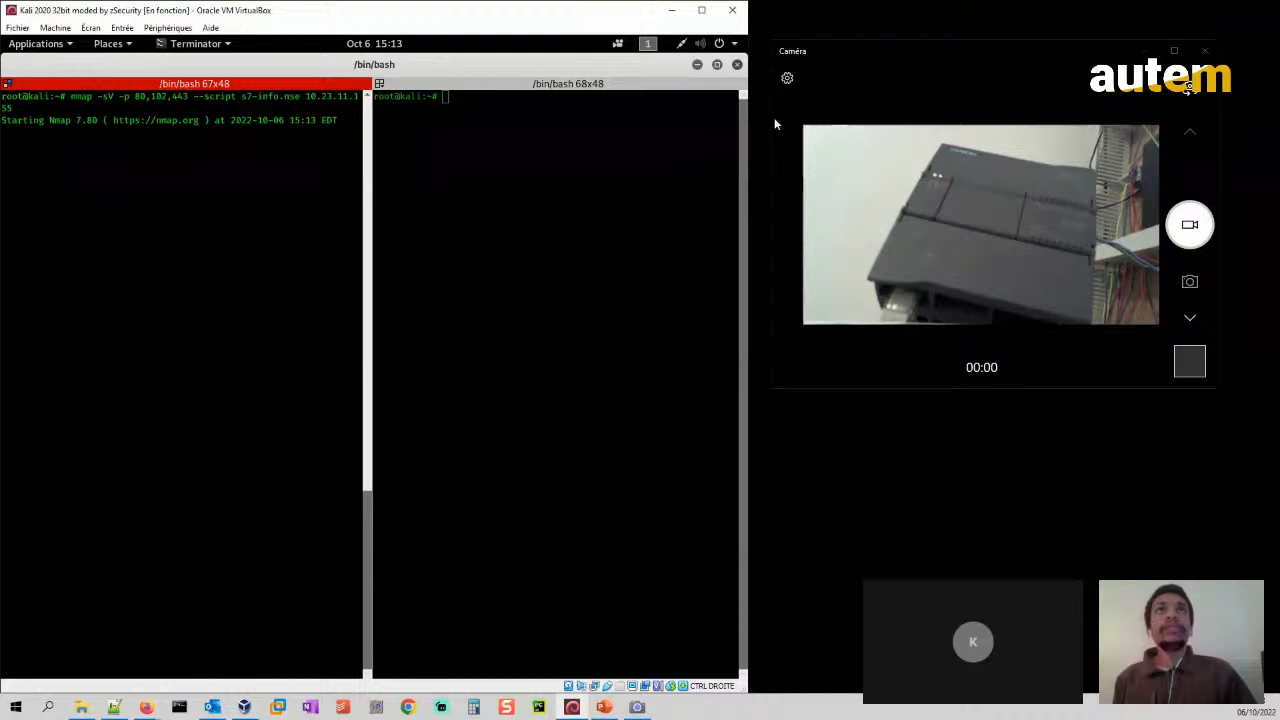 Kali 2020 32bit moded by zSecurity [En fonction] - Oracle VM VirtualBox
Fichier Machine Écran Entrée Périphériques Aide
Applications Places Terminator Oct 6 15:13 1
/bin/bash
/bin/bash 67x48
/bin/bash 68x48
root@kali:~# nmap -sV -p 80,102,443 --script s7-info.nse 10.23.11.1
55
Starting Nmap 7.80 ( https://nmap.org ) at 2022-10-06 15:13 EDT
root@kali:~#
CTRL DROITE
Caméra
autem
00:00
K
06/10/2022